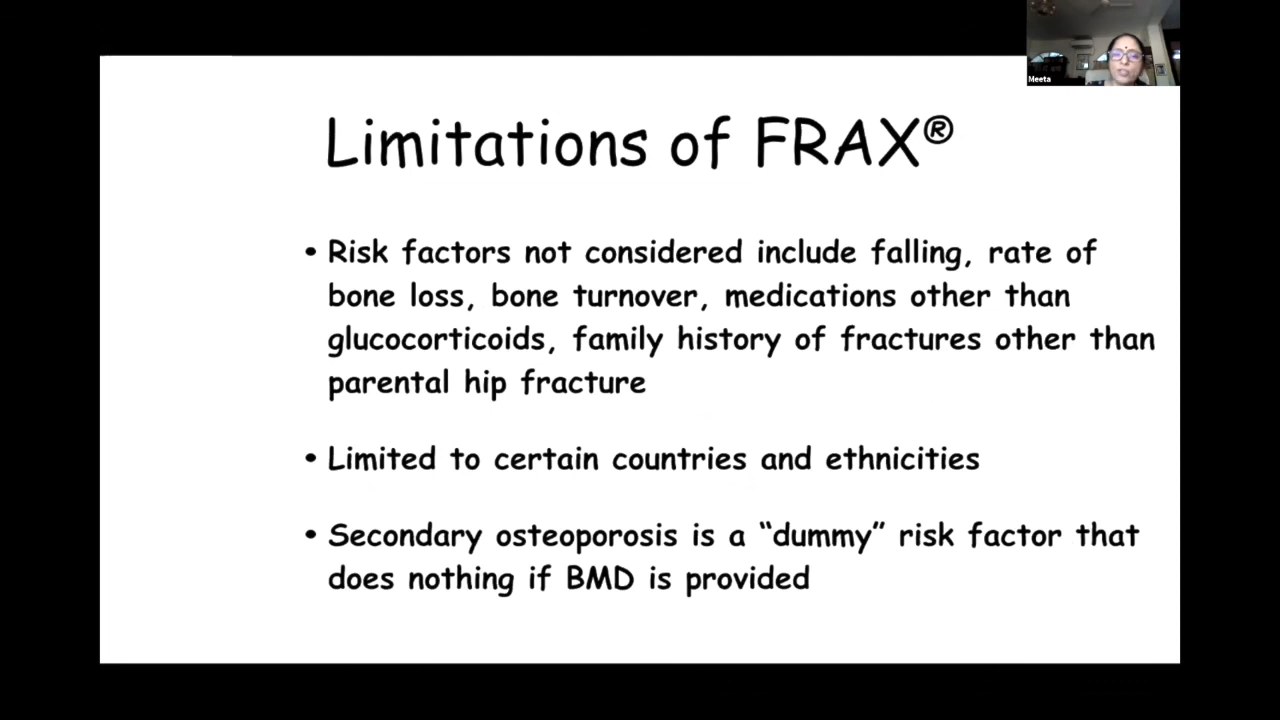 Meeta
Limitations of FRAX®
• Risk factors not considered include falling, rate of
bone loss, bone turnover, medications other than
glucocorticoids, family history of fractures other than
parental hip fracture
• Limited to certain countries and ethnicities
• Secondary osteoporosis is a “dummy” risk factor that
does nothing if BMD is provided